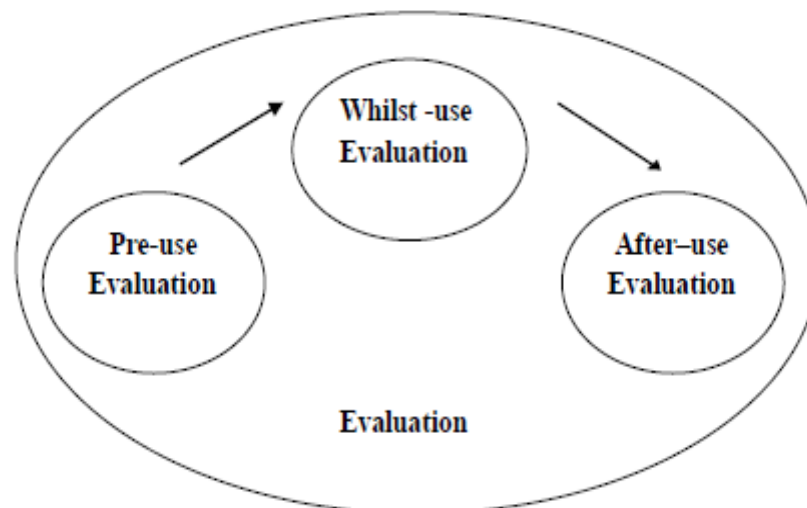 Whilst -use
Evaluation
Pre-use
Evaluation
After–use
Evaluation
Evaluation